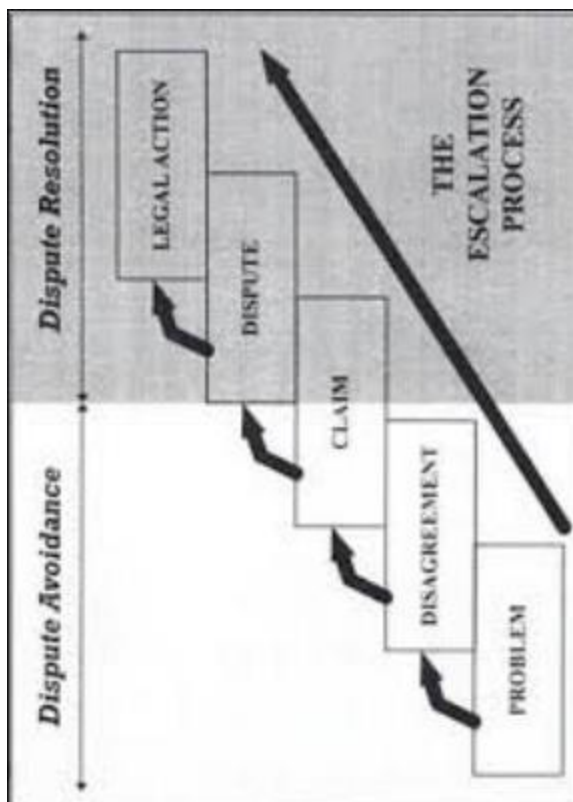 Dispute Avoidance
Dispute Resolution
LEGAL ACTION
DISPUTE
CLAIM
DISAGREEMENT
PROBLEM
THE
ESCALATION
PROCESS